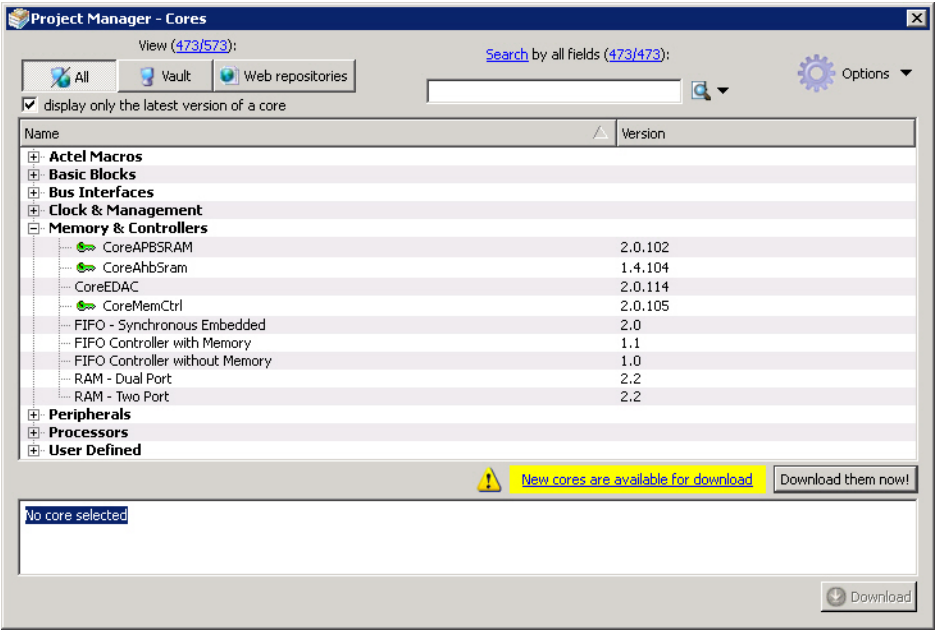 Project Manager - Cores
View (473/573):
Search by all fields (473/473):
All
Vault
Web repositories
Options
display only the latest version of a core
Name Version
Actel Macros
Basic Blocks
Bus Interfaces
Clock & Management
Memory & Controllers
CoreAPBSRAM 2.0.102
CoreAhbSram 1.4.104
CoreEDAC 2.0.114
CoreMemCtrl 2.0.105
FIFO - Synchronous Embedded 2.0
FIFO Controller with Memory 1.1
FIFO Controller without Memory 1.0
RAM - Dual Port 2.2
RAM - Two Port 2.2
Peripherals
Processors
User Defined
New cores are available for download Download them now!
No core selected
Download